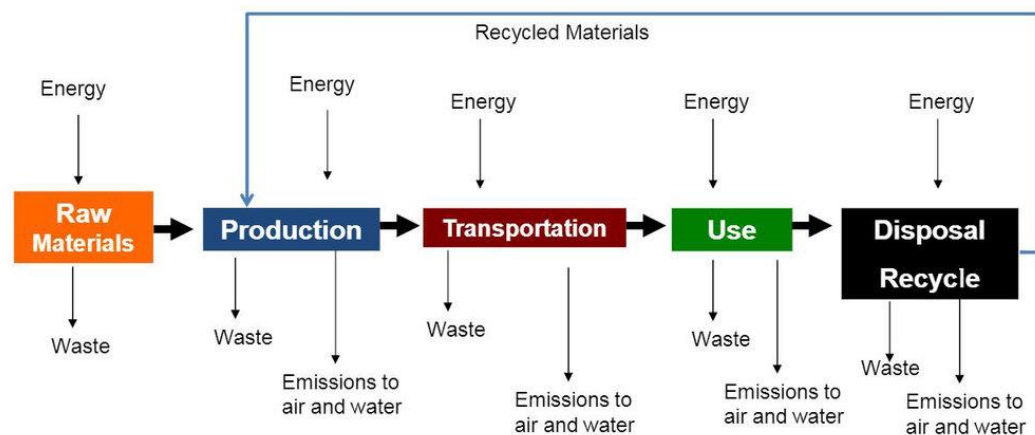 Recycled Materials
Energy
Energy
Energy
Energy
Energy
Raw
Materials
Production
Transportation
Use
Disposal
Recycle
Waste
Waste
Emissions to
air and water
Waste
Emissions to
air and water
Waste
Emissions to
air and water
Waste
Emissions to
air and water